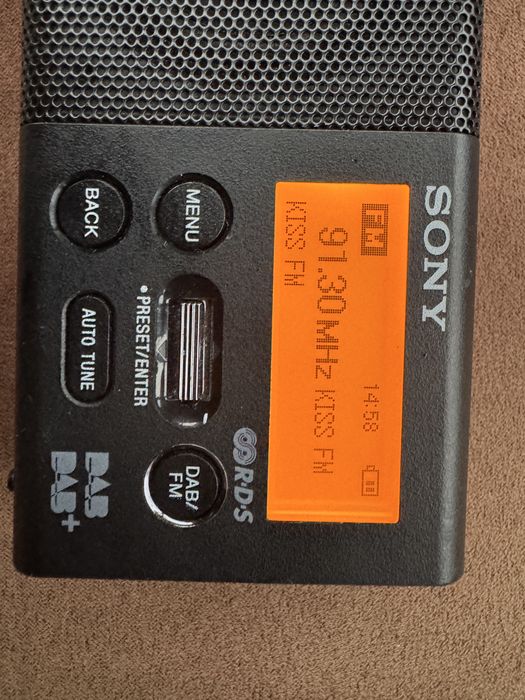 SONY
FM 14:58
91.30MHz KISS FM
KISS FM
R·D·S
MENU
DAB/
FM
• PRESET/ENTER
BACK
AUTO TUNE
DAB
DAB+